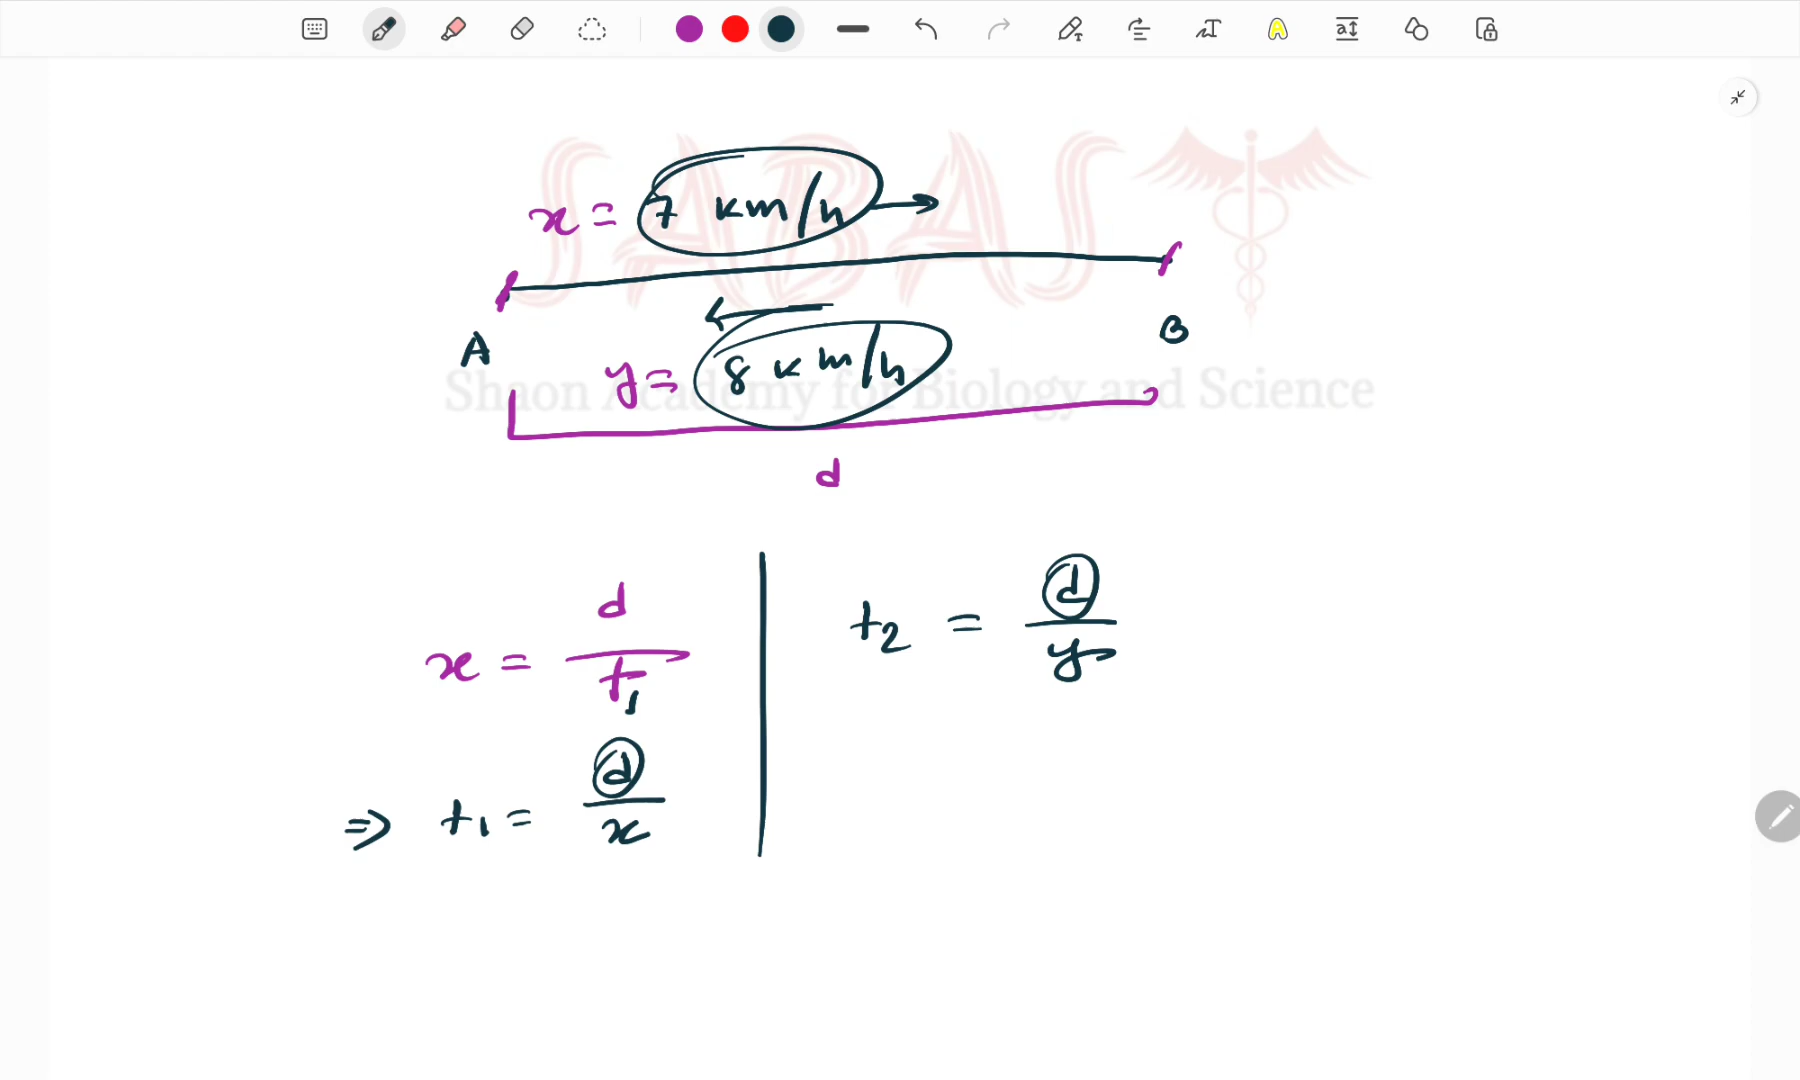 SABAS
x = 7 km/h
A
B
y = 8 km/h
Shaon Academy for Biology and Science
d
x = d/t₁
t₂ = d/y
⇒ t₁ = d/x